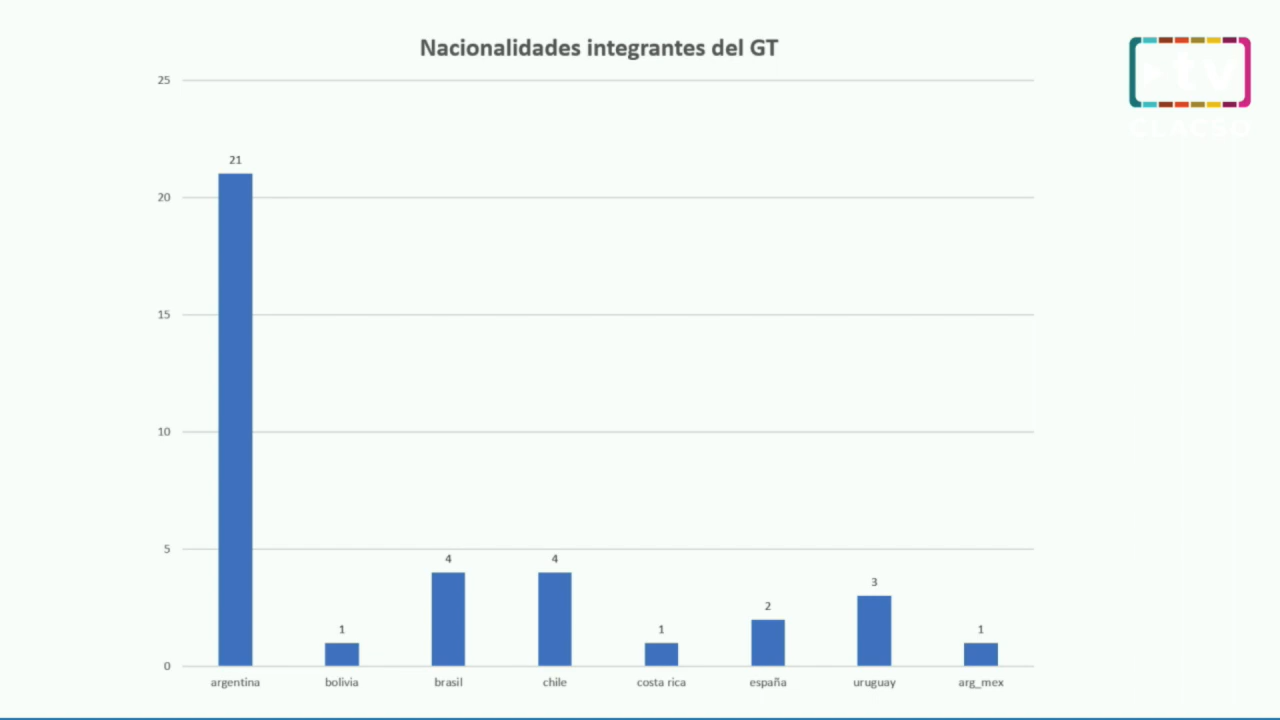 Nacionalidades integrantes del GT
25
21
20
15
10
5
4
4
3
2
1
1
1
0
argentina
bolivia
brasil
chile
costa rica
españa
uruguay
arg_mex
tv
CLACSO